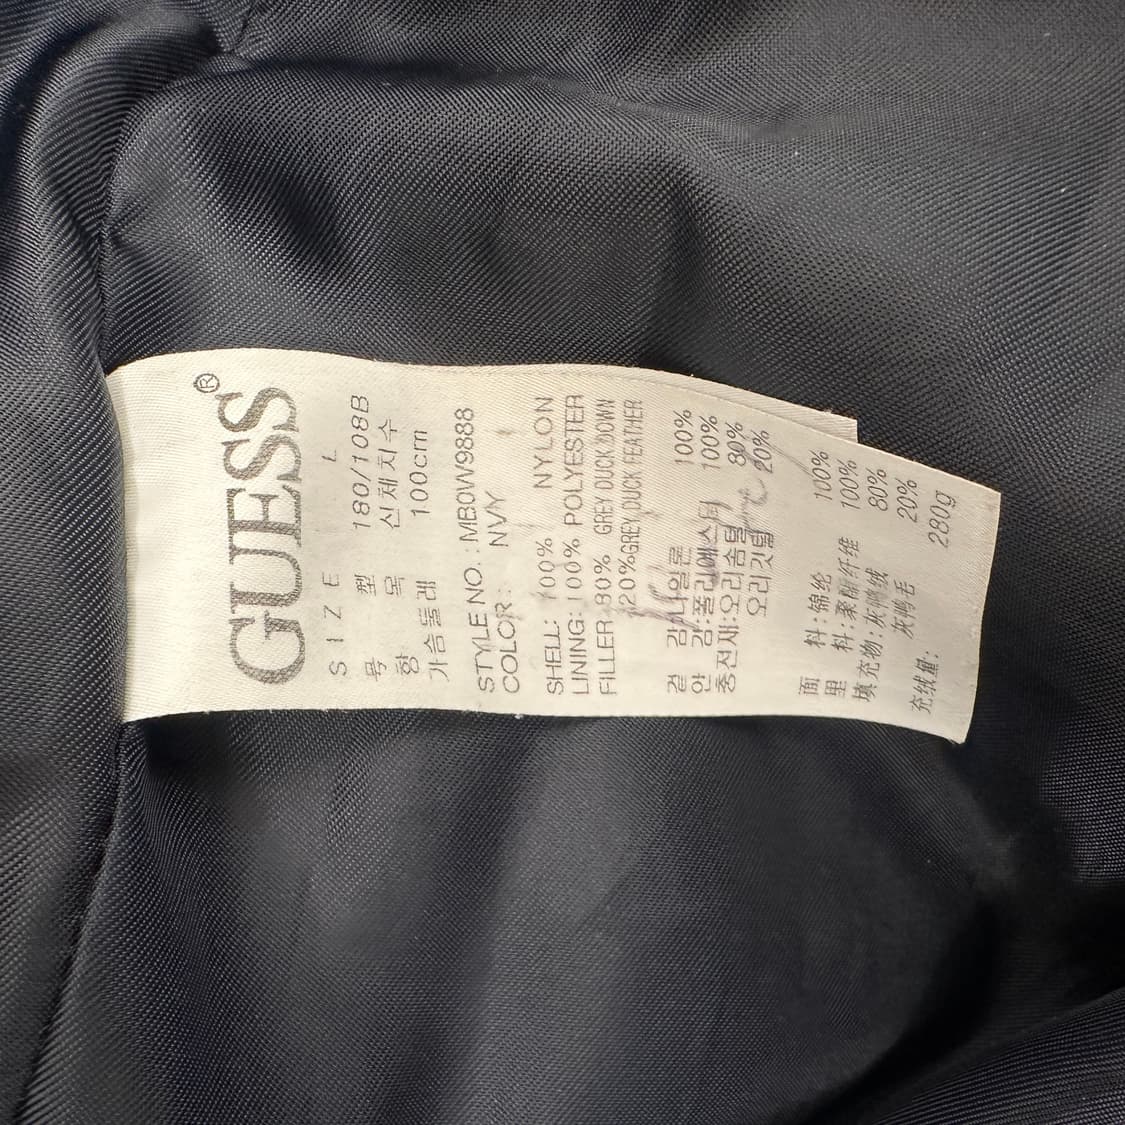 GUESS®
SIZE L
号 型 180/108B
항 목 신체치수
가슴둘레 100cm
STYLE NO. : MBOW9888
COLOR: NVY
SHELL: 100% NYLON
LINING: 100% POLYESTER
FILLER: 80% GREY DUCK DOWN
20%GREY DUCK FEATHER
겉 감:나일론 100%
안 감:폴리에스터 100%
충전재:오리솜털 80%
오리깃털 20%
面 料:锦纶 100%
里 料:聚酯纤维 100%
填充物:灰鸭绒 80%
灰鸭毛 20%
充绒量: 280g